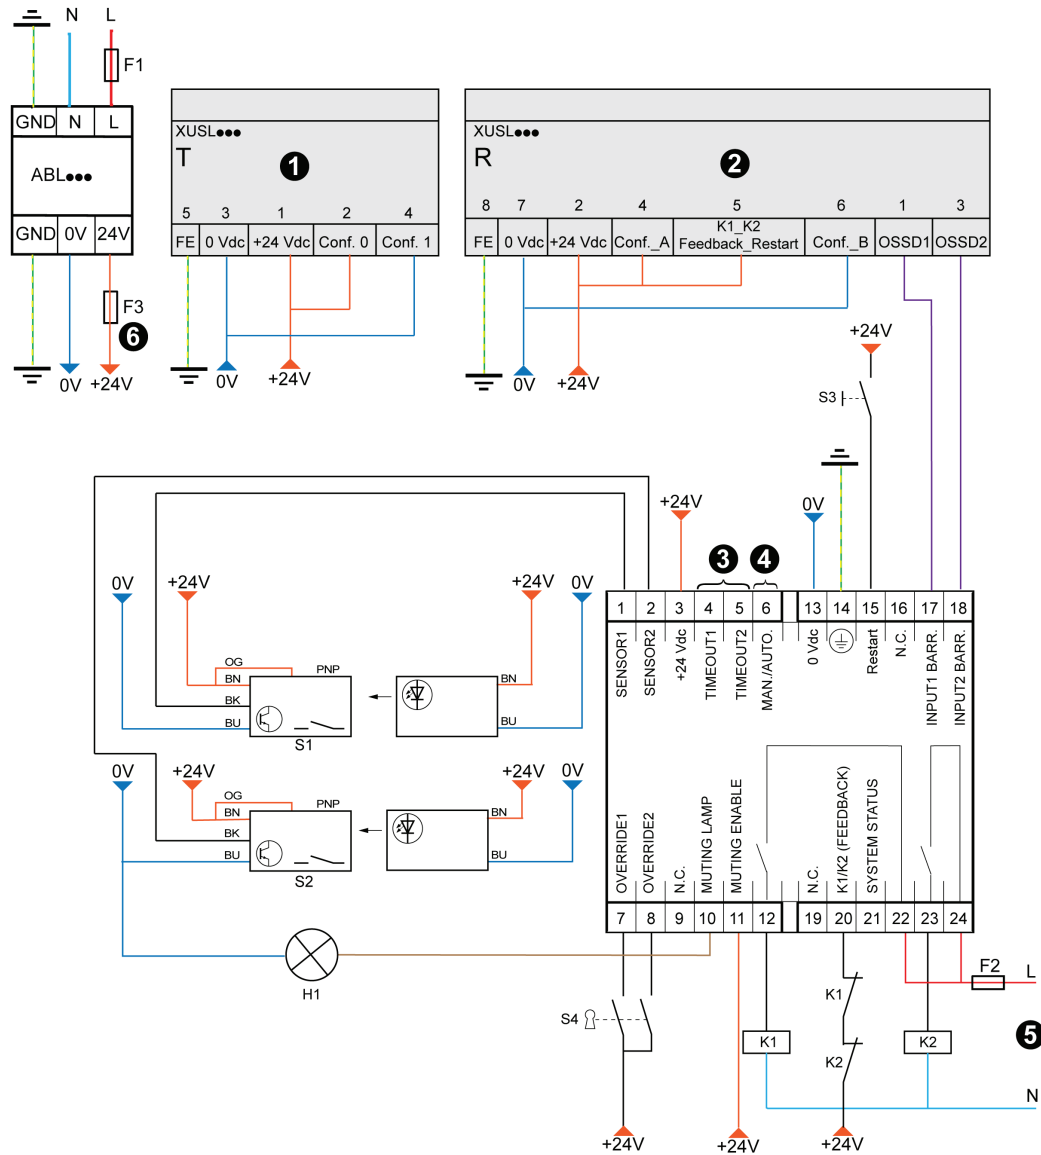 N L
F1
GND N L
ABL●●●
GND 0V 24V
F3
6
0V +24V
XUSL●●●
T
1
5 3 1 2 4
FE 0 Vdc +24 Vdc Conf. 0 Conf. 1
0V +24V
XUSL●●●
R
2
8 7 2 4 5 6 1 3
FE 0 Vdc +24 Vdc Conf._A K1_K2 Feedback_Restart Conf._B OSSD1 OSSD2
0V +24V
+24V
S3
+24V
0V
3 4
0V +24V +24V 0V
OG
BN
BK
BU
PNP
S1
BN
BU
0V +24V +24V 0V
OG
BN
BK
BU
PNP
S2
BN
BU
H1
1 2 3 4 5 6 13 14 15 16 17 18
SENSOR1
SENSOR2
+24 Vdc
TIMEOUT1
TIMEOUT2
MAN./AUTO.
0 Vdc
Restart
N.C.
INPUT1 BARR.
INPUT2 BARR.
OVERRIDE1
OVERRIDE2
N.C.
MUTING LAMP
MUTING ENABLE
N.C.
K1/K2 (FEEDBACK)
SYSTEM STATUS
7 8 9 10 11 12 19 20 21 22 23 24
F2 L
K1
S4
K1 K2
5
K2
N
+24V +24V +24V